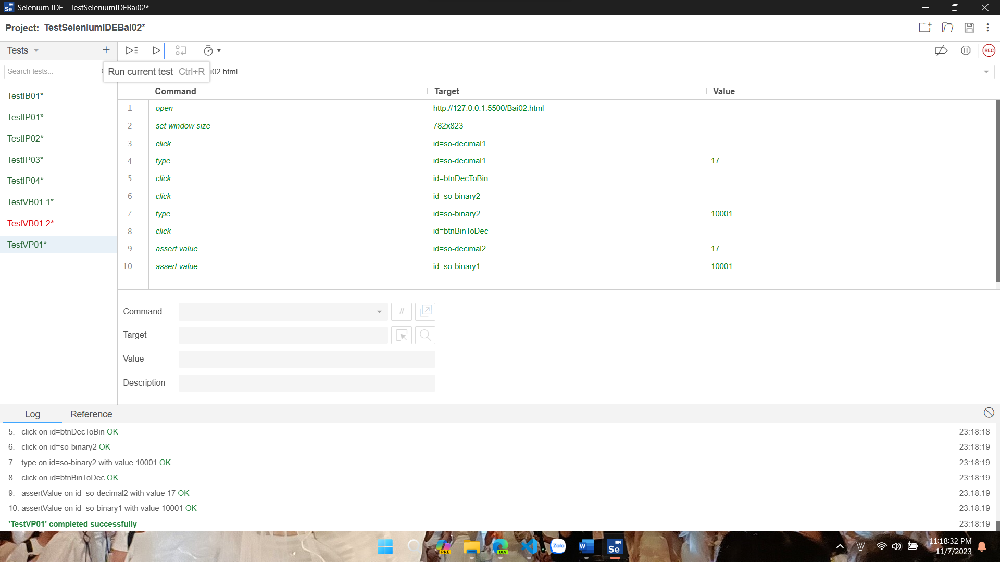 Selenium IDE - TestSeleniumIDEBai02*
Project: TestSeleniumIDEBai02*
Tests
Search tests...
Run current test Ctrl+R
i02.html
REC
TestIB01*
TestIP01*
TestIP02*
TestIP03*
TestIP04*
TestVB01.1*
TestVB01.2*
TestVP01*
Command Target Value
1 open http://127.0.0.1:5500/Bai02.html
2 set window size 782x823
3 click id=so-decimal1
4 type id=so-decimal1 17
5 click id=btnDecToBin
6 click id=so-binary2
7 type id=so-binary2 10001
8 click id=btnBinToDec
9 assert value id=so-decimal2 17
10 assert value id=so-binary1 10001
Command //
Target
Value
Description
Log Reference
5. click on id=btnDecToBin OK 23:18:18
6. click on id=so-binary2 OK 23:18:19
7. type on id=so-binary2 with value 10001 OK 23:18:19
8. click on id=btnBinToDec OK 23:18:19
9. assertValue on id=so-decimal2 with value 17 OK 23:18:19
10. assertValue on id=so-binary1 with value 10001 OK 23:18:19
'TestVP01' completed successfully 23:18:19
PRE
DEV
Zalo
W
Se
V
11:18:32 PM
11/7/2023